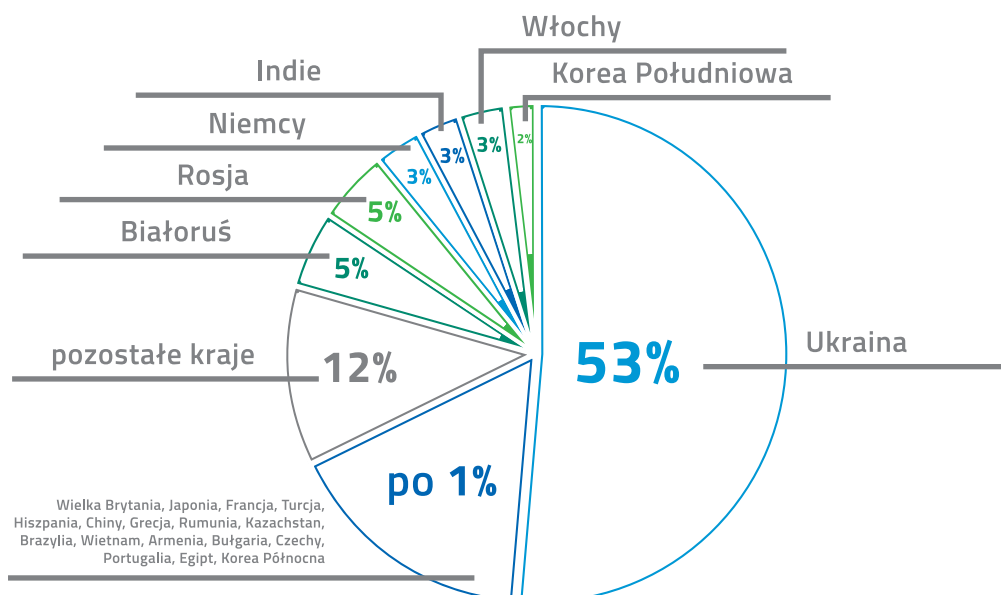 Włochy
Korea Południowa
Indie
Niemcy
Rosja
Białoruś
pozostałe kraje
Ukraina
2%
3%
3%
3%
5%
5%
12%
53%
po 1%
Wielka Brytania, Japonia, Francja, Turcja,
Hiszpania, Chiny, Grecja, Rumunia, Kazachstan,
Brazylia, Wietnam, Armenia, Bułgaria, Czechy,
Portugalia, Egipt, Korea Północna